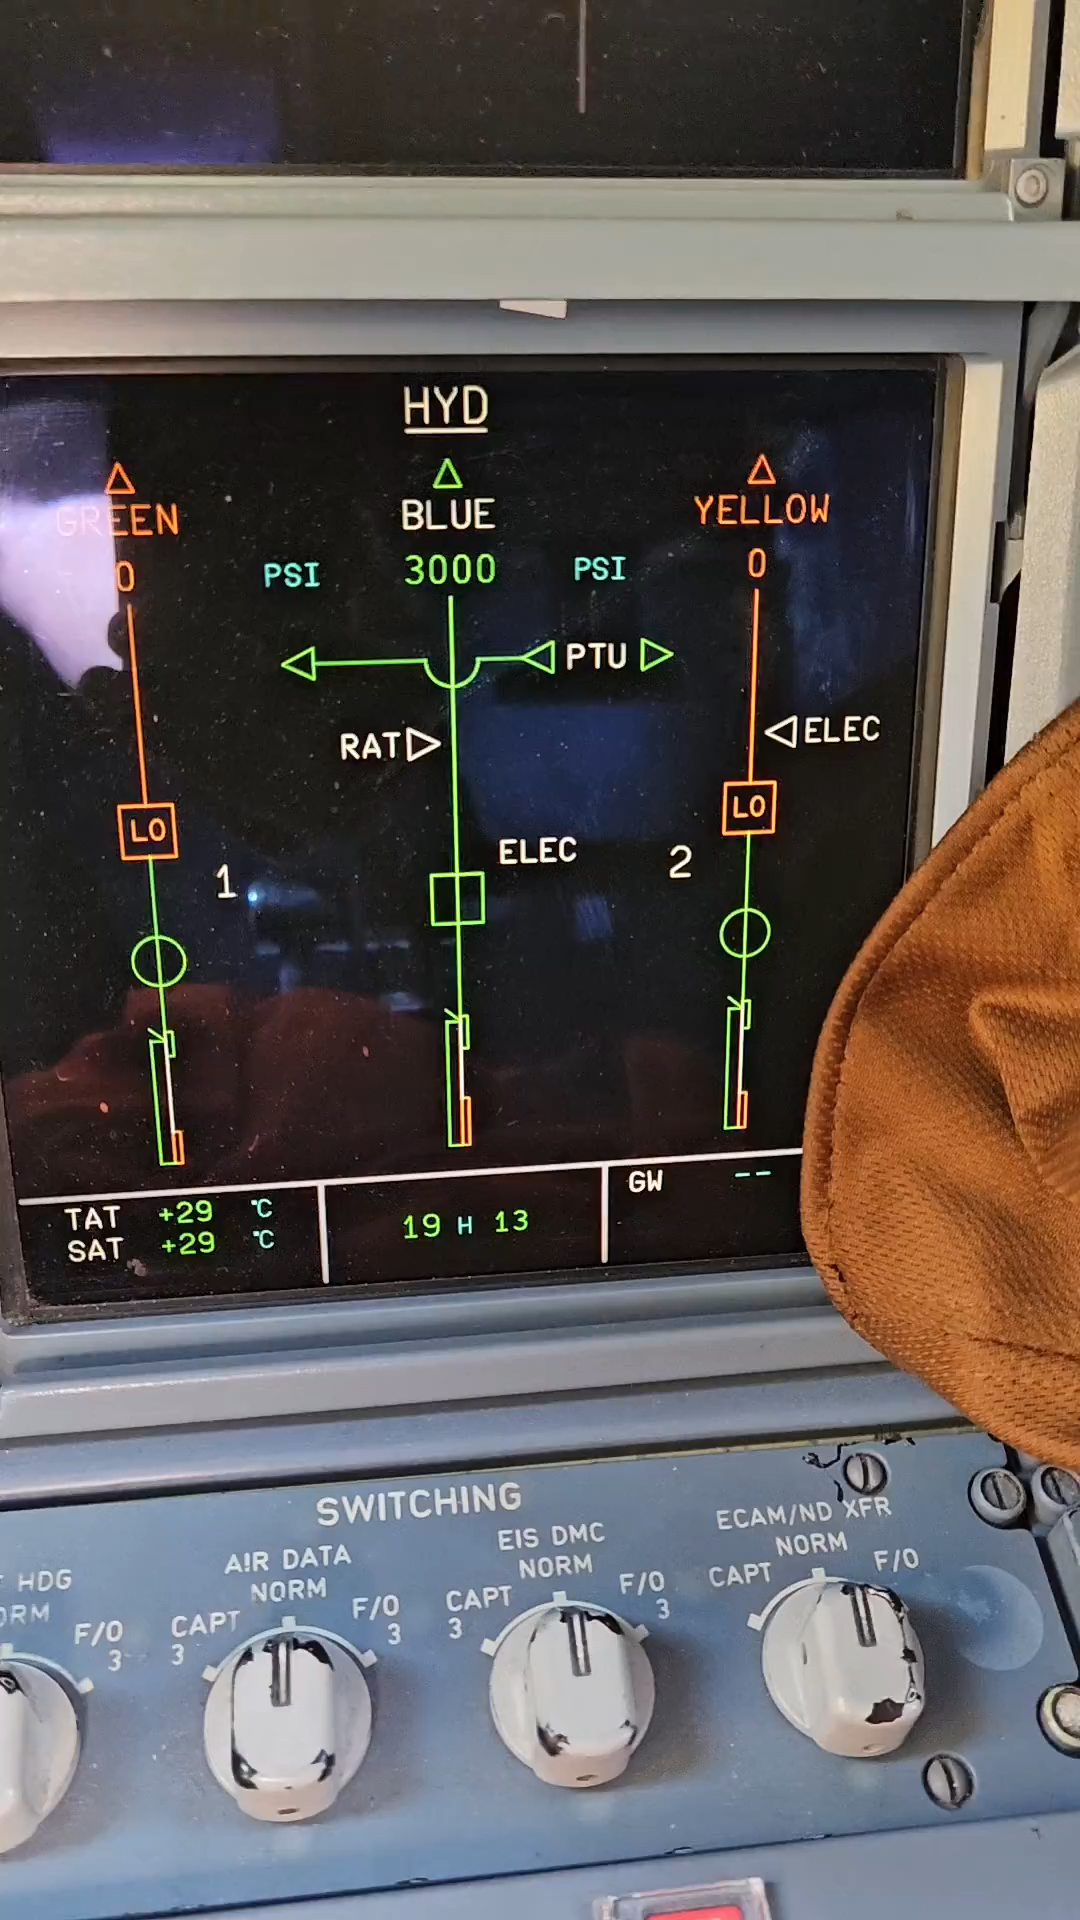 HYD
GREEN BLUE YELLOW
0 PSI 3000 PSI 0
PTU
RAT ELEC
LO LO
1 ELEC 2
TAT +29 °C
SAT +29 °C
19 H 13
GW --
SWITCHING
HDG
AIR DATA
NORM
CAPT
3
F/O
3
EIS DMC
NORM
CAPT
3
F/O
3
ECAM/ND XFR
NORM
CAPT
F/O
F/O
3